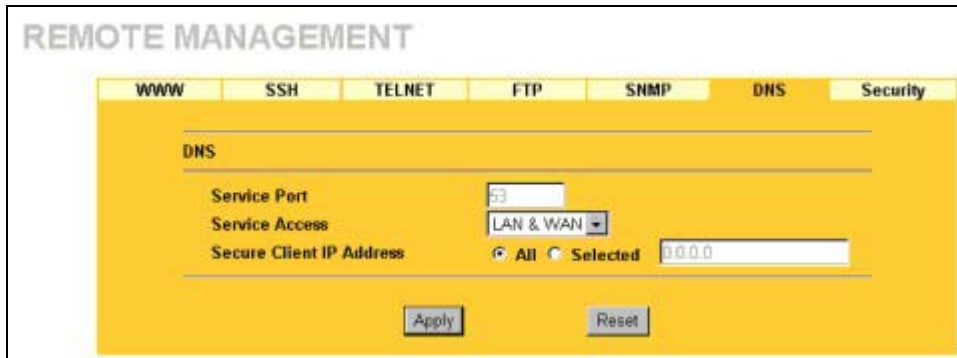 REMOTE MANAGEMENT
WWW SSH TELNET FTP SNMP DNS Security
DNS
Service Port 53
Service Access LAN & WAN
Secure Client IP Address All Selected 0.0.0.0
Apply Reset